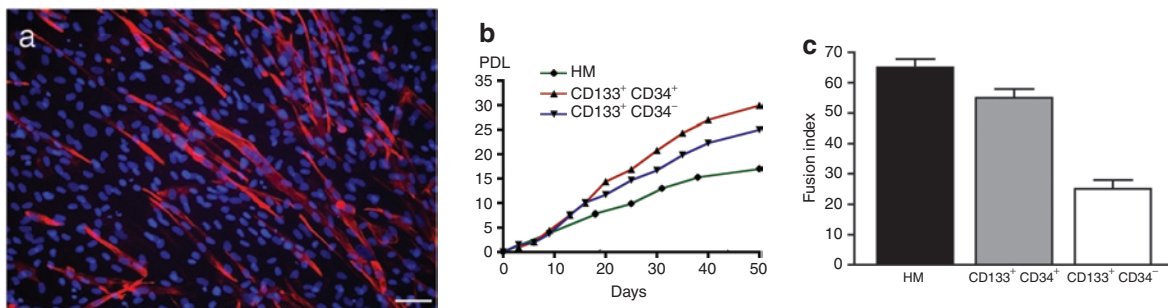 a
b
PDL
HM
CD133⁺ CD34⁺
CD133⁺ CD34⁻
35
30
25
20
15
10
5
0
0 10 20 30 40 50
Days
c
Fusion index
70
60
50
40
30
20
10
0
HM CD133⁺ CD34⁺ CD133⁺ CD34⁻